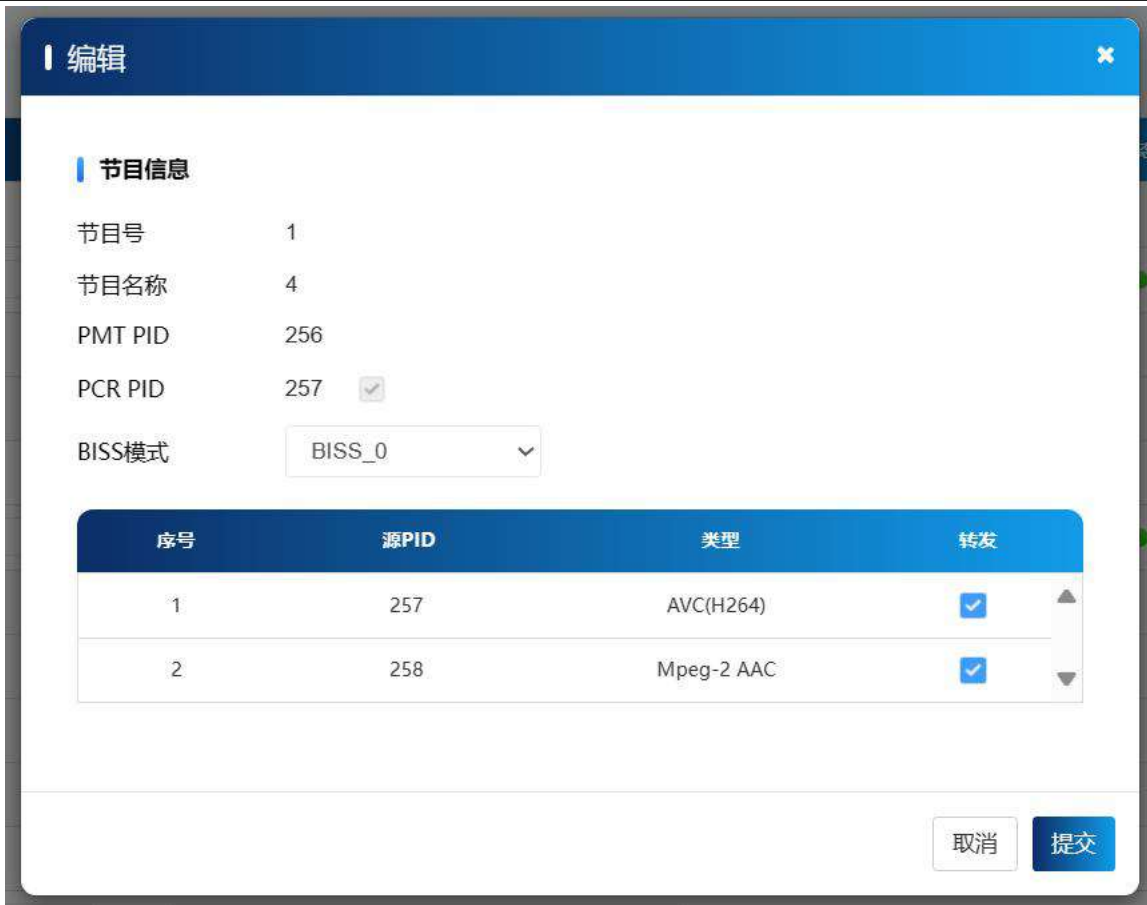 编辑
节目信息
节目号 1
节目名称 4
PMT PID 256
PCR PID 257
BISS模式 BISS_0
序号 源PID 类型 转发
1 257 AVC(H264)
2 258 Mpeg-2 AAC
取消 提交